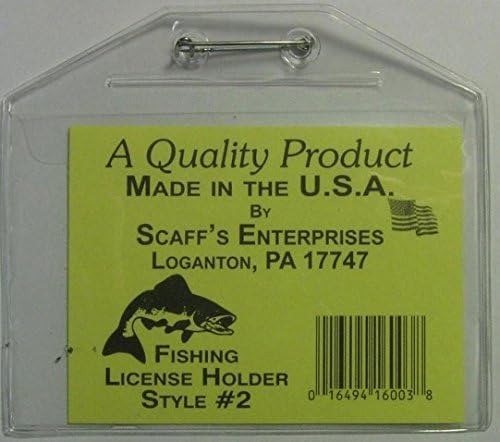 A Quality Product
MADE IN THE U.S.A.
BY
SCAFF'S ENTERPRISES
LOGANTON, PA 17747
FISHING
LICENSE HOLDER
STYLE #2
0 16494 16003 8